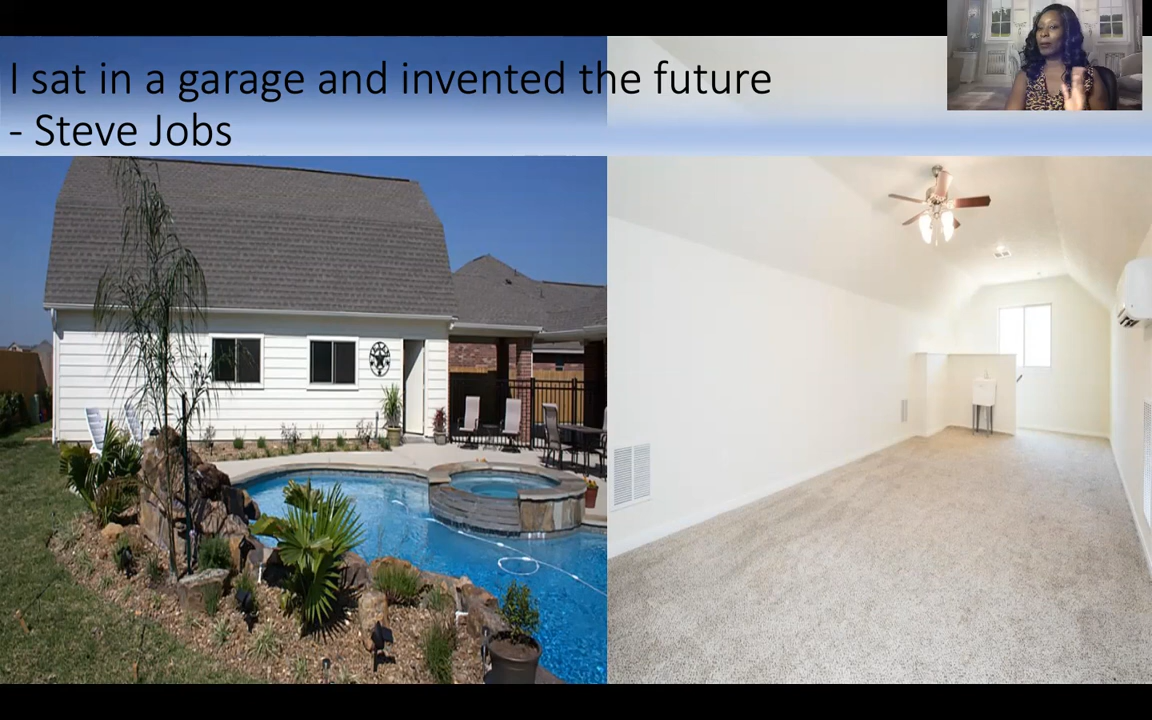 I sat in a garage and invented the future
- Steve Jobs